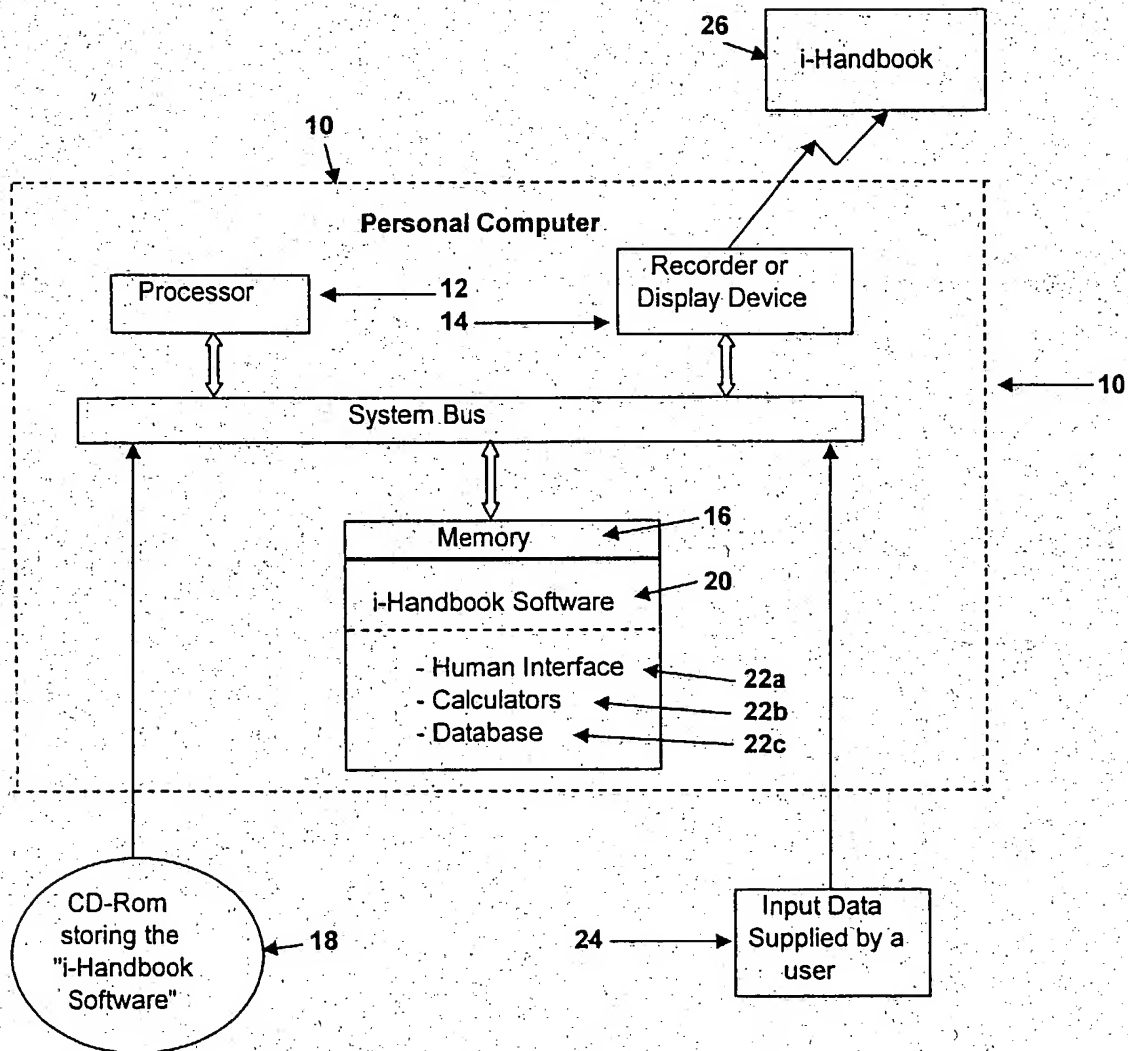 26
i-Handbook
10
Personal Computer
Processor
12
14
Recorder or
Display Device
10
System Bus
Memory
16
i-Handbook Software
20
- Human Interface
22a
- Calculators
22b
- Database
22c
CD-Rom
storing the
"i-Handbook
Software"
18
24
Input Data
Supplied by a
user